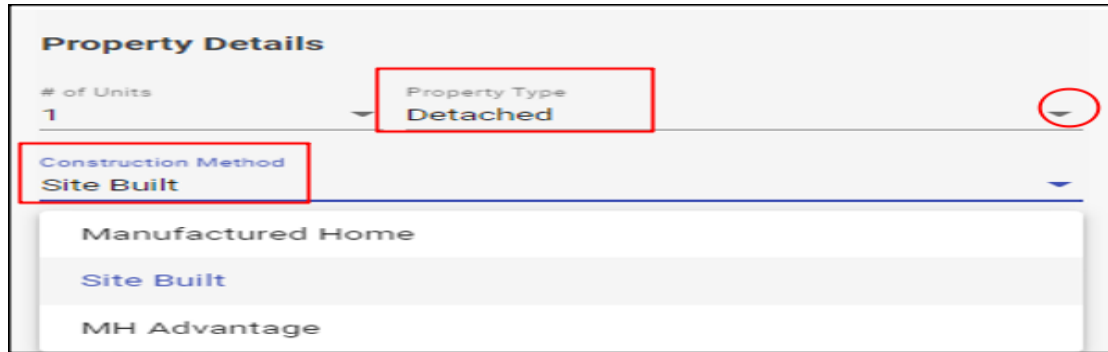 Property Details
# of Units
Property Type
1
Detached
Construction Method
Site Built
Manufactured Home
Site Built
MH Advantage